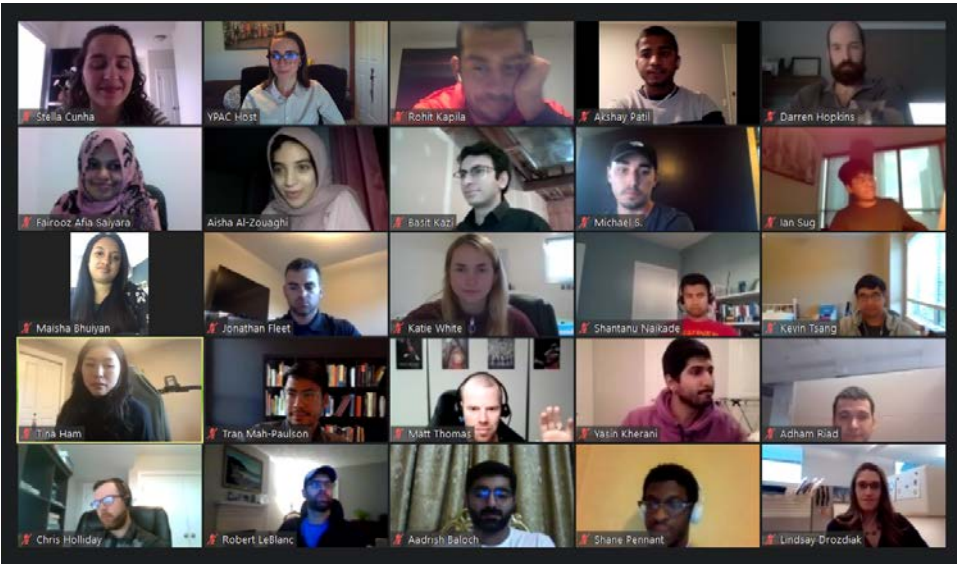 Stella Cunha
YPAC Host
Rohit Kapila
Akshay Patil
Darren Hopkins
Fairooz Afia Saiyara
Aisha Al-Zouaghi
Basit Kazi
Michael S.
Ian Sug
Maisha Bhuiyan
Jonathan Fleet
Katie White
Shantanu Naikade
Kevin Tsang
Tina Ham
Tran Mah-Paulson
Matt Thomas
Yasin Kherani
Adham Riad
Chris Holliday
Robert LeBlanc
Aadrish Baloch
Shane Pennant
Lindsay Drozdiak